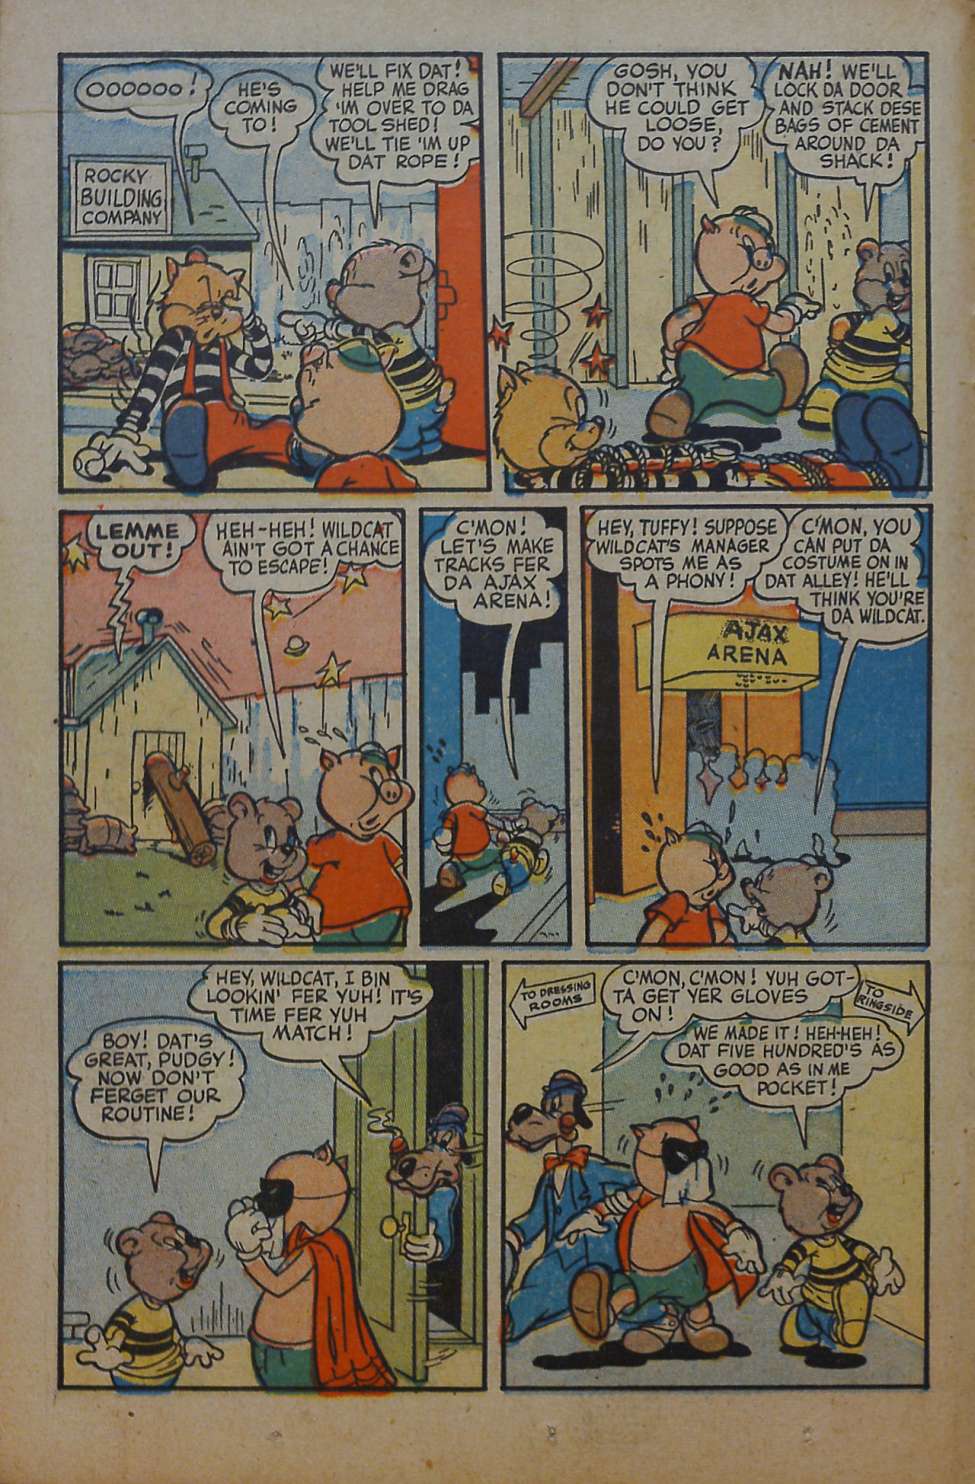 OOOOOO!
HE'S
COMING
TO!
WE'LL FIX DAT!
HELP ME DRAG
'IM OVER TO DA
TOOL SHED!
WE'LL TIE 'IM UP
DAT ROPE!
ROCKY
BUILDING
COMPANY
GOSH, YOU
DON'T THINK
HE COULD GET
LOOSE,
DO YOU?
NAH! WE'LL
LOCK DA DOOR
AND STACK DESE
BAGS OF CEMENT
AROUND DA
SHACK!
LEMME
OUT!
HEH-HEH! WILDCAT
AIN'T GOT A CHANCE
TO ESCAPE!
C'MON!
LET'S MAKE
TRACKS FER
DA AJAX
ARENA!
HEY, TUFFY! SUPPOSE
WILDCAT'S MANAGER
SPOTS ME AS
A PHONY!
C'MON, YOU
CAN PUT DA
COSTUME ON IN
DAT ALLEY! HE'LL
THINK YOU'RE
DA WILDCAT.
AJAX
ARENA
BOY! DAT'S
GREAT, PUDGY!
NOW DON'T
FERGET OUR
ROUTINE!
HEY, WILDCAT, I BIN
LOOKIN' FER YUH! IT'S
TIME FER YUH
MATCH!
TO DRESSING
ROOMS
C'MON, C'MON! YUH GOT-
TA GET YER GLOVES
ON!
TO
RINGSIDE
WE MADE IT! HEH-HEH!
DAT FIVE HUNDRED'S AS
GOOD AS IN ME
POCKET!